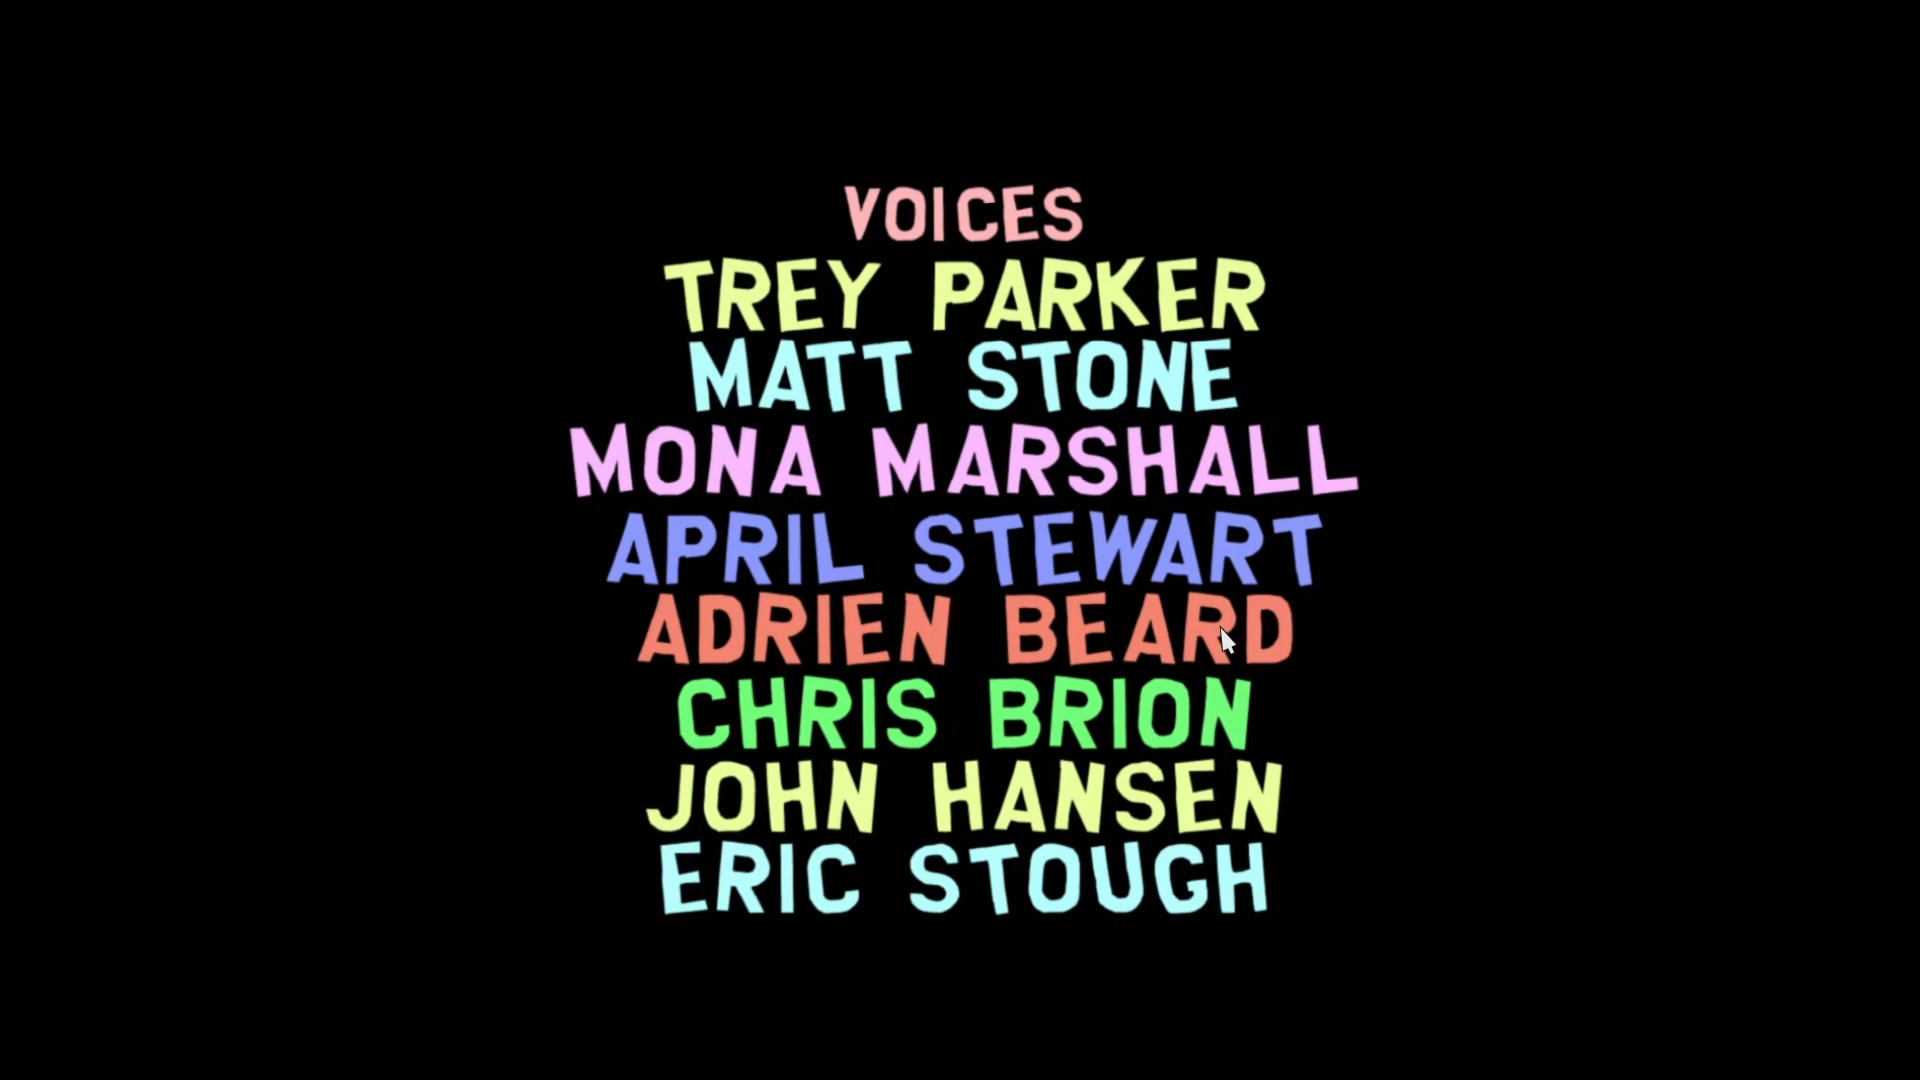 VOICES
TREY PARKER
MATT STONE
MONA MARSHALL
APRIL STEWART
ADRIEN BEARD
CHRIS BRION
JOHN HANSEN
ERIC STOUGH